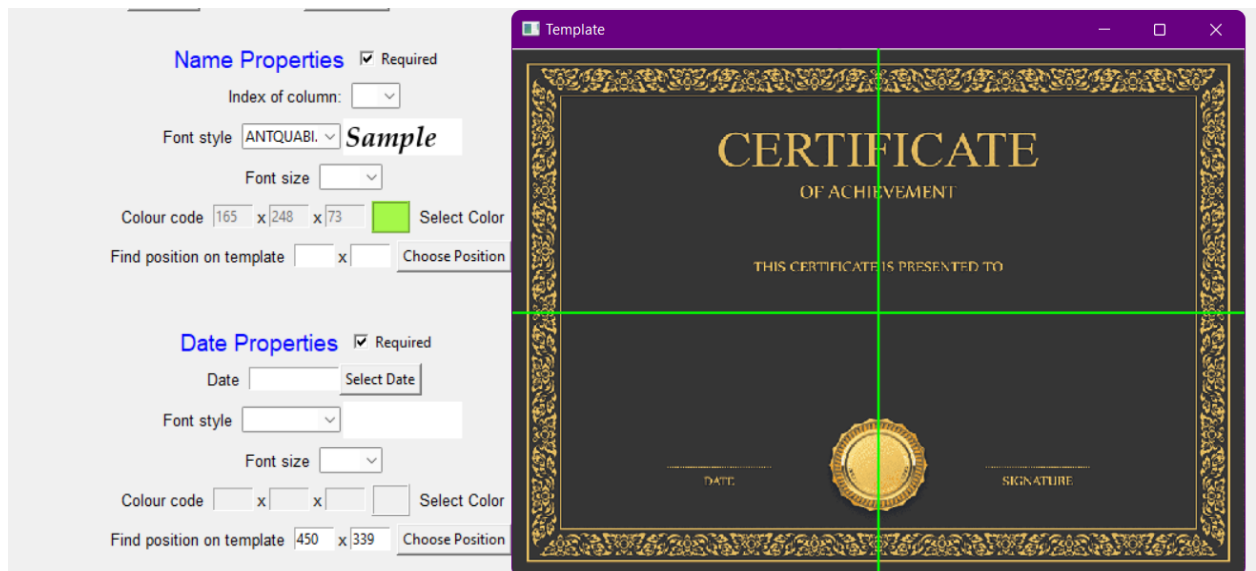 Name Properties Required
Index of column:
Font style ANTQUABI. Sample
Font size
Colour code 165 x 248 x 73 Select Color
Find position on template x Choose Position
Date Properties Required
Date Select Date
Font style
Font size
Colour code x x Select Color
Find position on template 450 x 339 Choose Position
Template
CERTIFICATE
OF ACHIEVEMENT
THIS CERTIFICATE IS PRESENTED TO
DATE
SIGNATURE